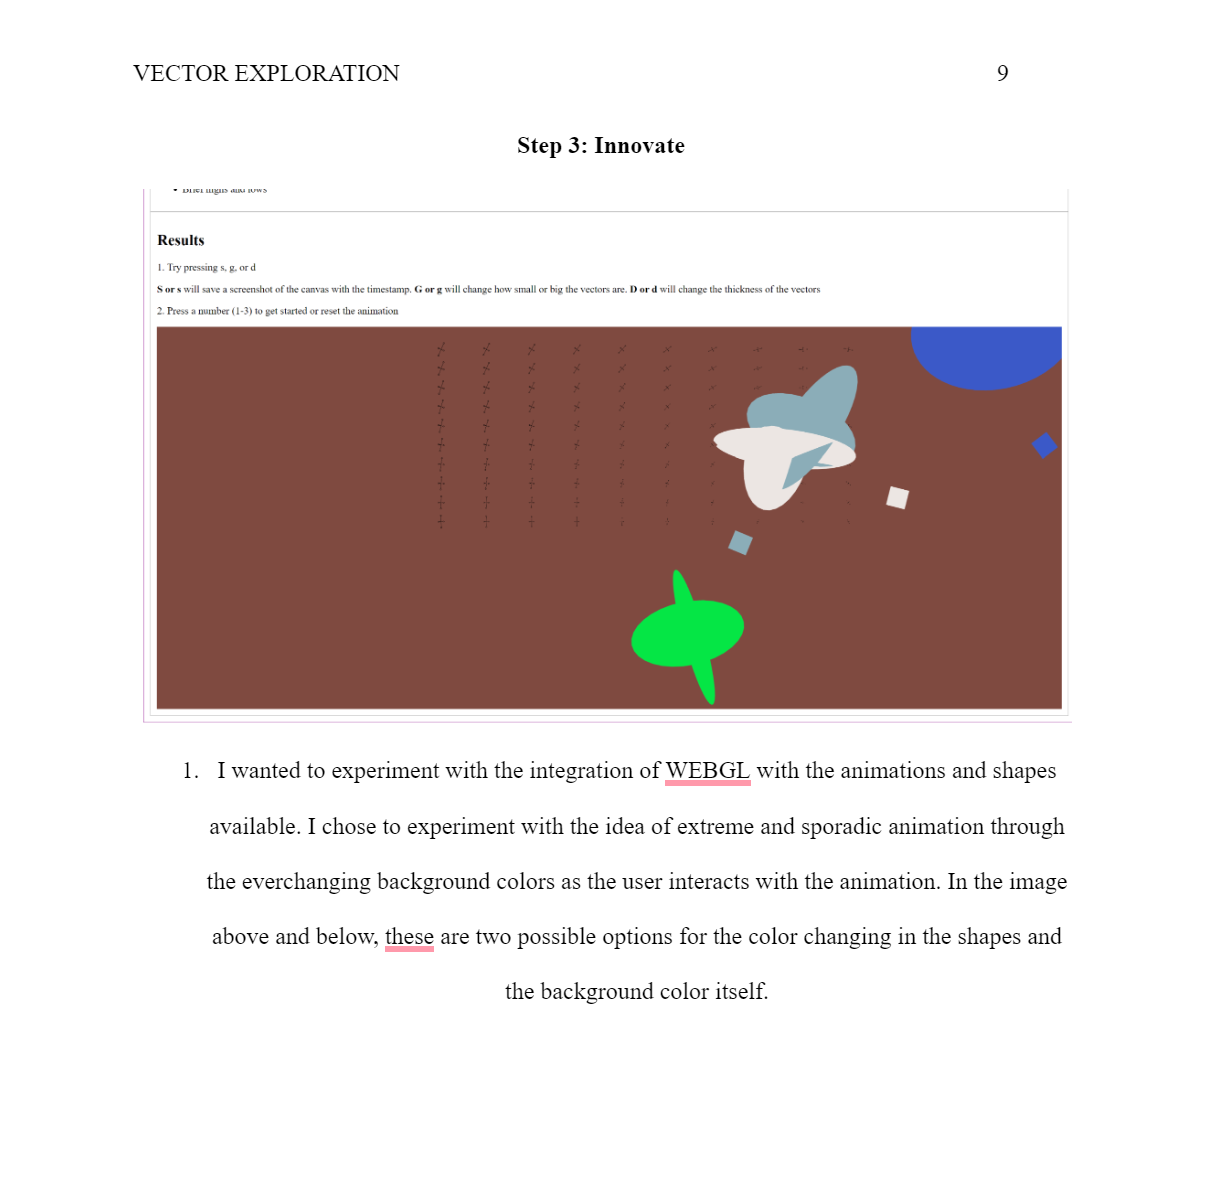 VECTOR EXPLORATION 9
Step 3: Innovate
• Brief highs and lows
Results
1. Try pressing s, g, or d
S or s will save a screenshot of the canvas with the timestamp. G or g will change how small or big the vectors are. D or d will change the thickness of the vectors
2. Press a number (1-3) to get started or reset the animation
1. I wanted to experiment with the integration of WEBGL with the animations and shapes
available. I chose to experiment with the idea of extreme and sporadic animation through
the everchanging background colors as the user interacts with the animation. In the image
above and below, these are two possible options for the color changing in the shapes and
the background color itself.